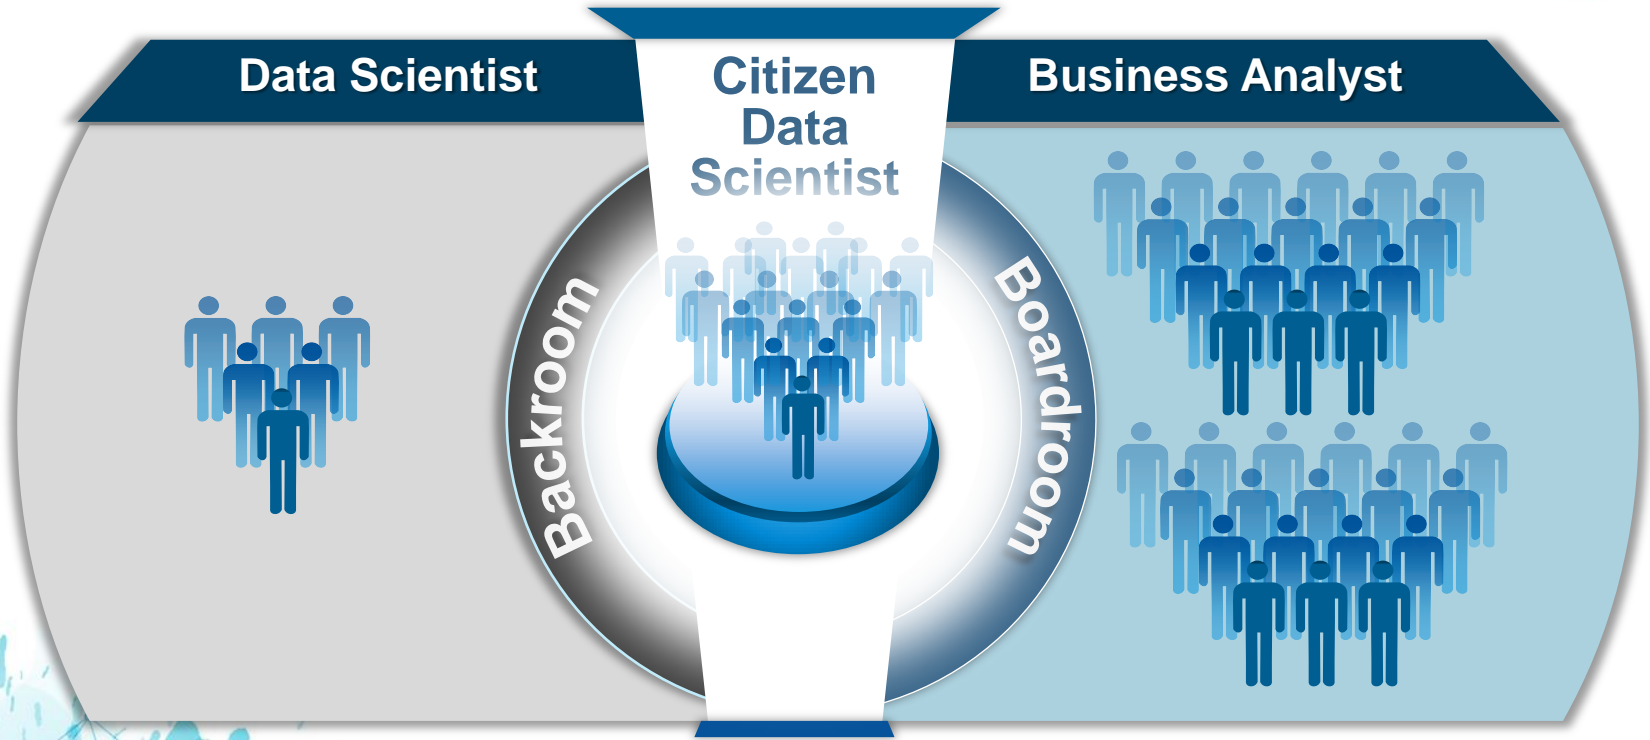 Data Scientist
Citizen
Data
Scientist
Business Analyst
Backroom
Boardroom